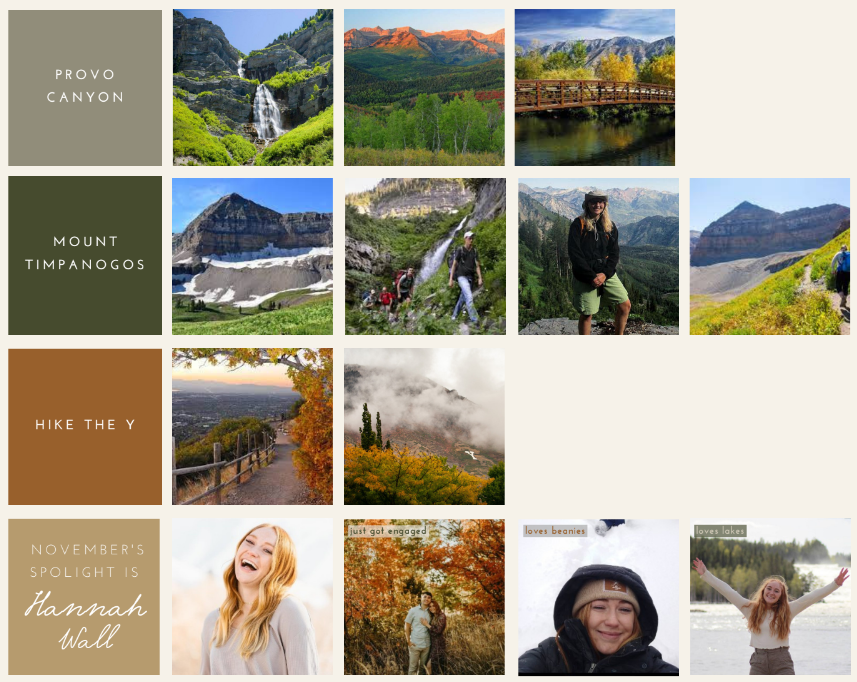 PROVO
CANYON
MOUNT
TIMPANOGOS
HIKE THE Y
NOVEMBER'S
SPOLIGHT IS
Hannah
Wall
just got engaged
loves beanies
loves lakes